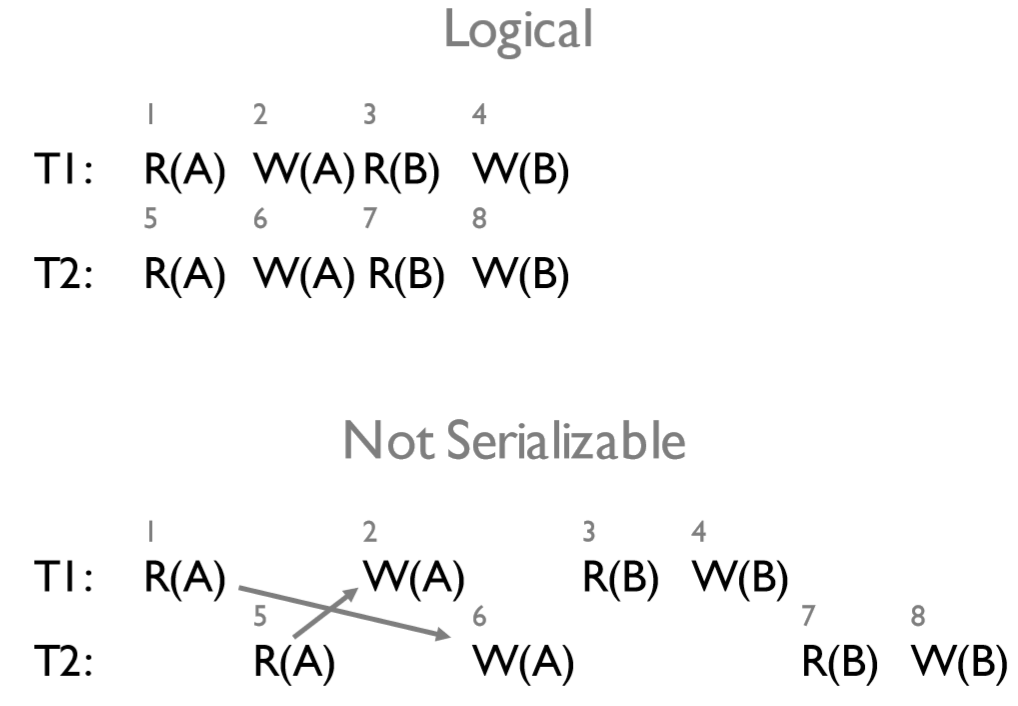 Logical
1 2 3 4
T1: R(A) W(A) R(B) W(B)
5 6 7 8
T2: R(A) W(A) R(B) W(B)
Not Serializable
1 2 3 4
T1: R(A) W(A) R(B) W(B)
5 6 7 8
T2: R(A) W(A) R(B) W(B)